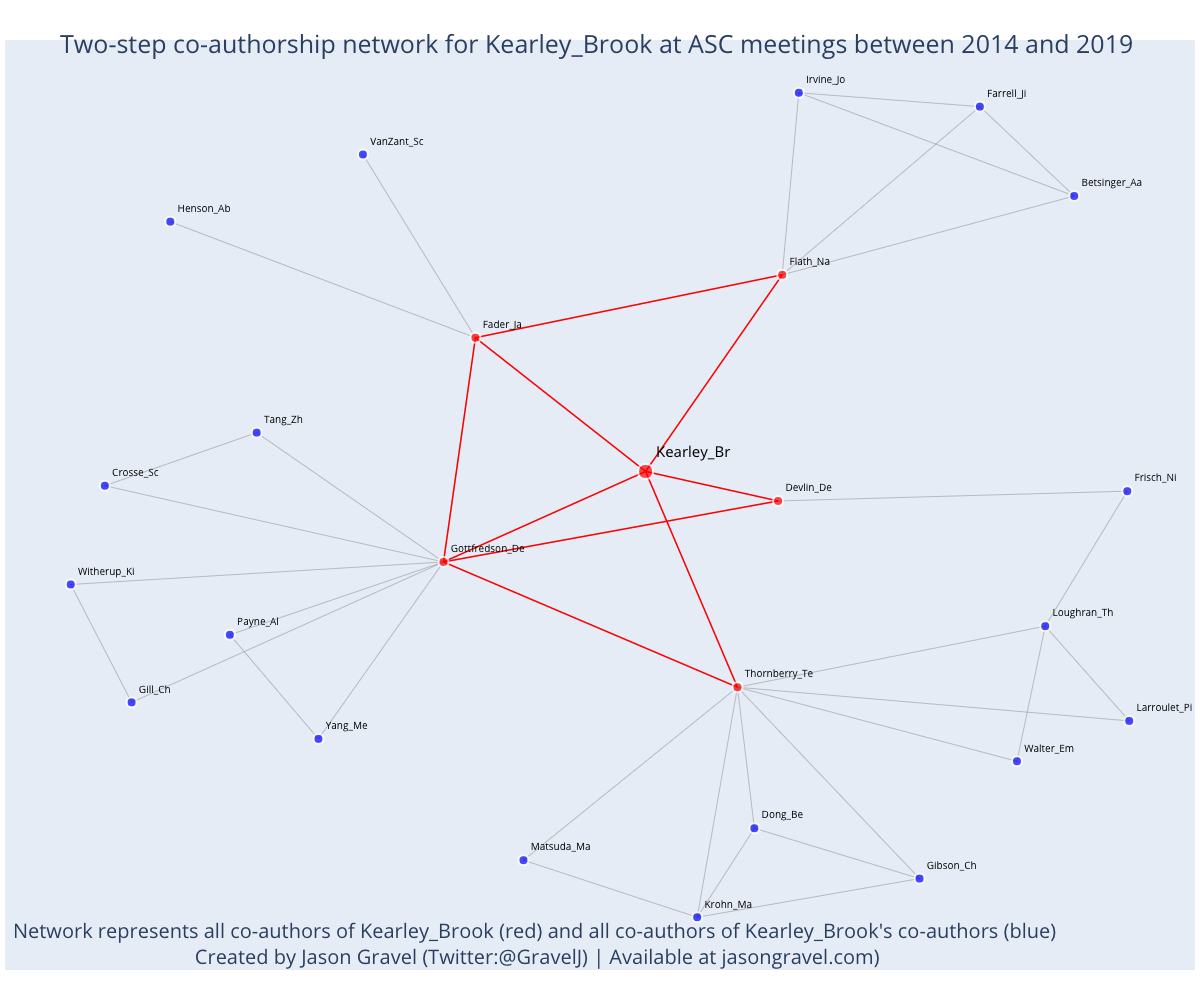 Two-step co-authorship network for Kearley_Brook at ASC meetings between 2014 and 2019
Irvine_Jo
Farrell_Ji
VanZant_Sc
Betsinger_Aa
Henson_Ab
Flath_Na
Fader_Ja
Tang_Zh
Kearley_Br
Crosse_Sc
Frisch_Ni
Devlin_De
Gottfredson_De
Witherup_Ki
Loughran_Th
Payne_Al
Thornberry_Te
Gill_Ch
Larroulet_Pi
Yang_Me
Walter_Em
Dong_Be
Matsuda_Ma
Gibson_Ch
Krohn_Ma
Network represents all co-authors of Kearley_Brook (red) and all co-authors of Kearley_Brook's co-authors (blue)
Created by Jason Gravel (Twitter:@GravelJ) | Available at jasongravel.com)